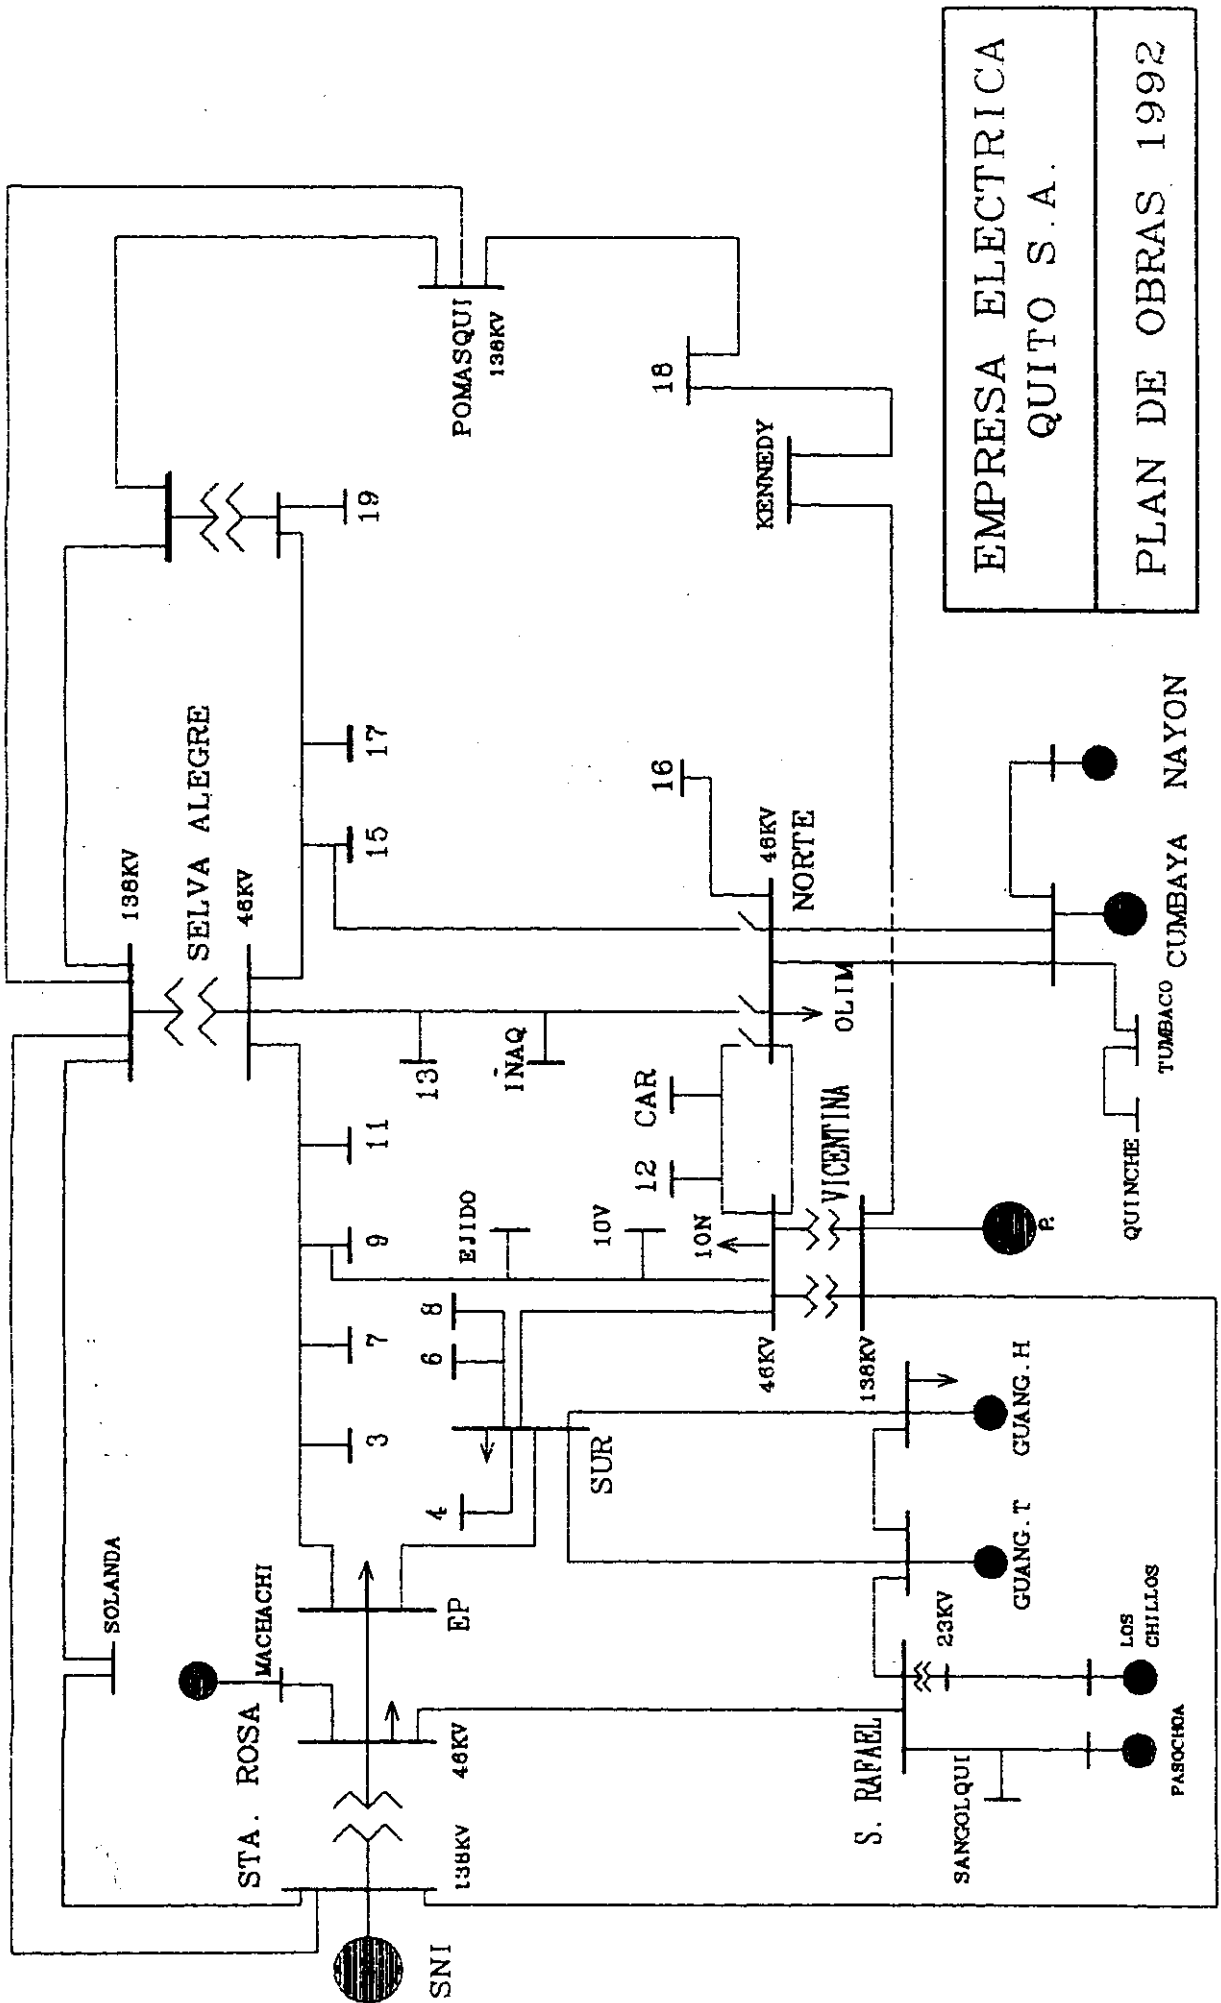 SOLANDA
138KV
SELVA ALEGRE
STA. ROSA
MACHACHI
46KV
138KV
46KV
3
7
9
11
15
17
19
EP
13
IÑAQ
SNI
4
6
8
EJIDO
POMASQUI
138KV
SUR
10V
12
CAR
16
18
10N
46KV
46KV
NORTE
KENNEDY
VICENTINA
OLIM
138KV
S. RAFAEL
23KV
SANGOLQUI
GUANG.T
GUANG.H
P.
LOS
CHILLOS
PASOCHOA
QUINCHE
TUMBACO
CUMBAYA
NAYON
EMPRESA ELECTRICA
QUITO S.A.
PLAN DE OBRAS 1992